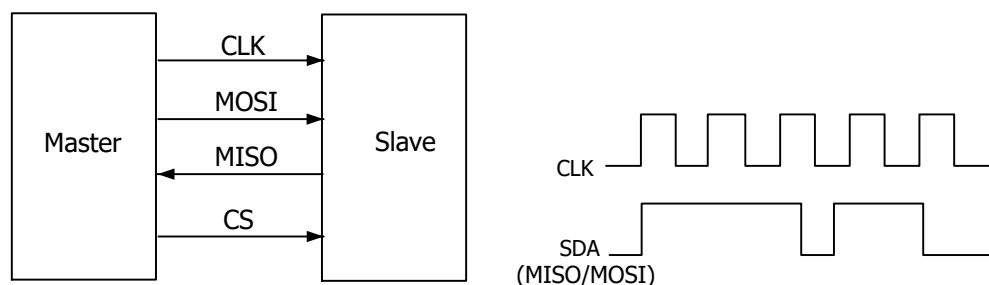 CLK
MOSI
Master
MISO
Slave
CS
CLK
SDA
(MISO/MOSI)